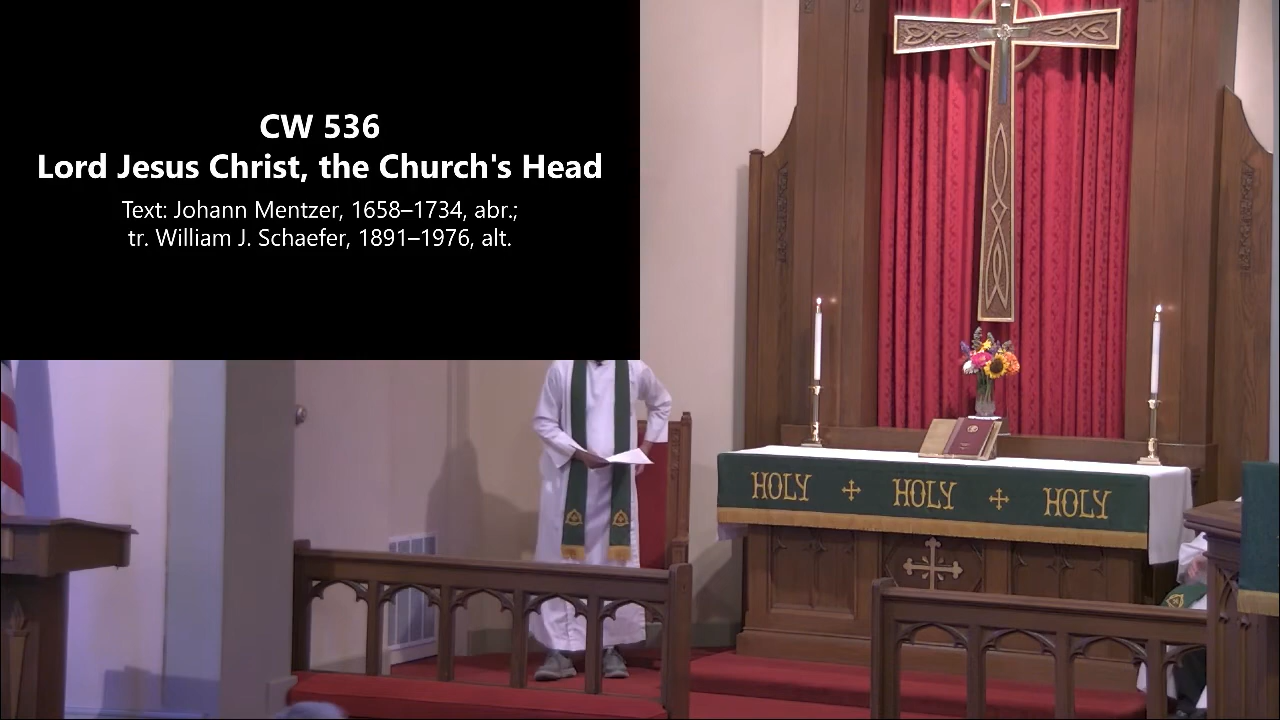 CW 536
Lord Jesus Christ, the Church's Head
Text: Johann Mentzer, 1658–1734, abr.;
tr. William J. Schaefer, 1891–1976, alt.
HOLY HOLY HOLY